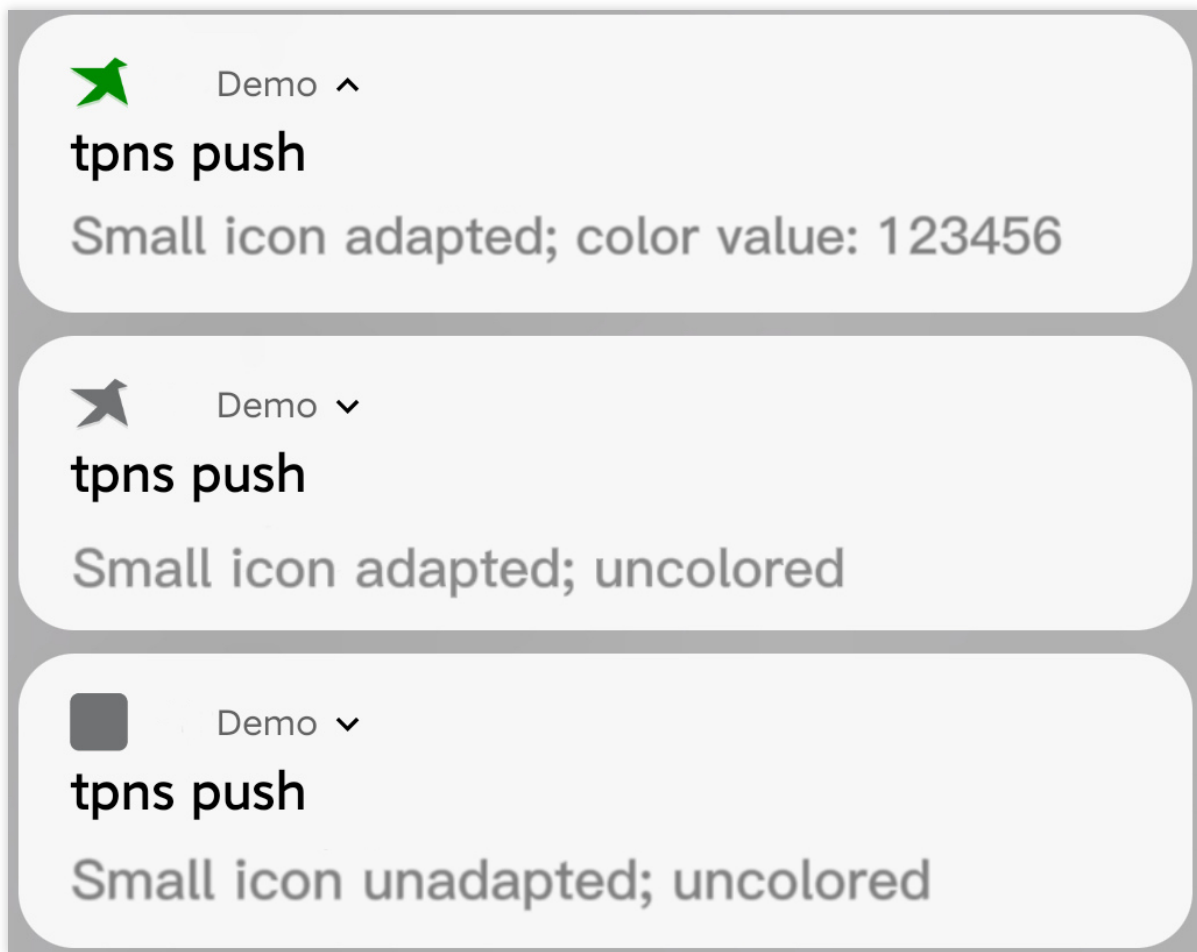 Demo
tpns push
Small icon adapted; color value: 123456
Demo
tpns push
Small icon adapted; uncolored
Demo
tpns push
Small icon unadapted; uncolored